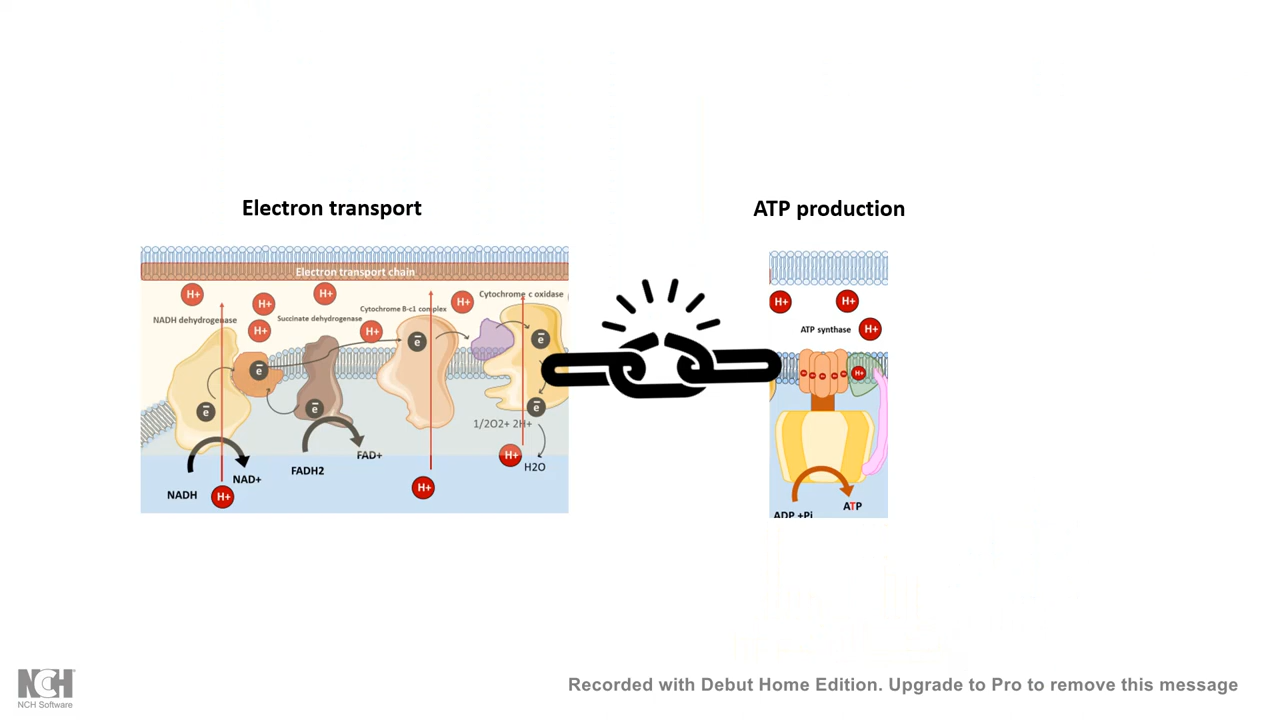 Electron transport
ATP production
Electron transport chain
H+
H+
H+
H+
H+
H+
H+
Cytochrome c oxidase
Cytochrome B-c1 complex
NADH dehydrogenase
Succinate dehydrogenase
ATP synthase
H+
H+
H+
e
e
e
e
e
e
H+
1/2O2+ 2H+
FAD+
H+
H2O
FADH2
NAD+
NADH
H+
H+
ATP
ADP +Pi
NCH
NCH Software
Recorded with Debut Home Edition. Upgrade to Pro to remove this message